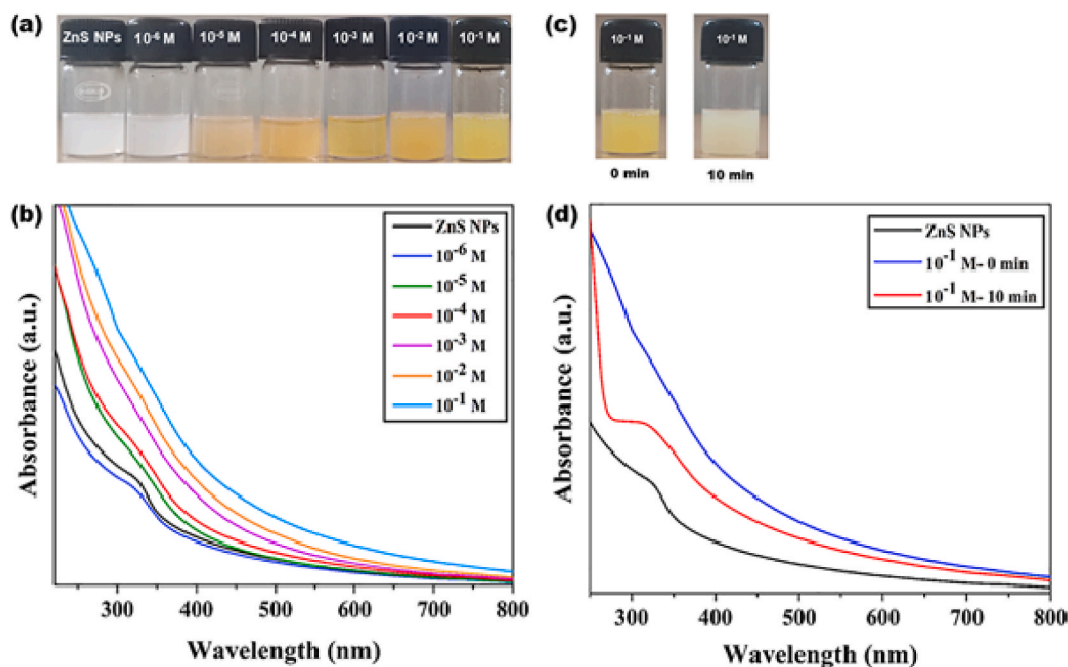 (a)
ZnS NPs 10⁻⁶ M 10⁻⁵ M 10⁻⁴ M 10⁻³ M 10⁻² M 10⁻¹ M
(c)
10⁻¹ M 10⁻¹ M
0 min 10 min
(b)
Absorbance (a.u.)
ZnS NPs
10⁻⁶ M
10⁻⁵ M
10⁻⁴ M
10⁻³ M
10⁻² M
10⁻¹ M
300 400 500 600 700 800
Wavelength (nm)
(d)
Absorbance (a.u.)
ZnS NPs
10⁻¹ M- 0 min
10⁻¹ M- 10 min
300 400 500 600 700 800
Wavelength (nm)